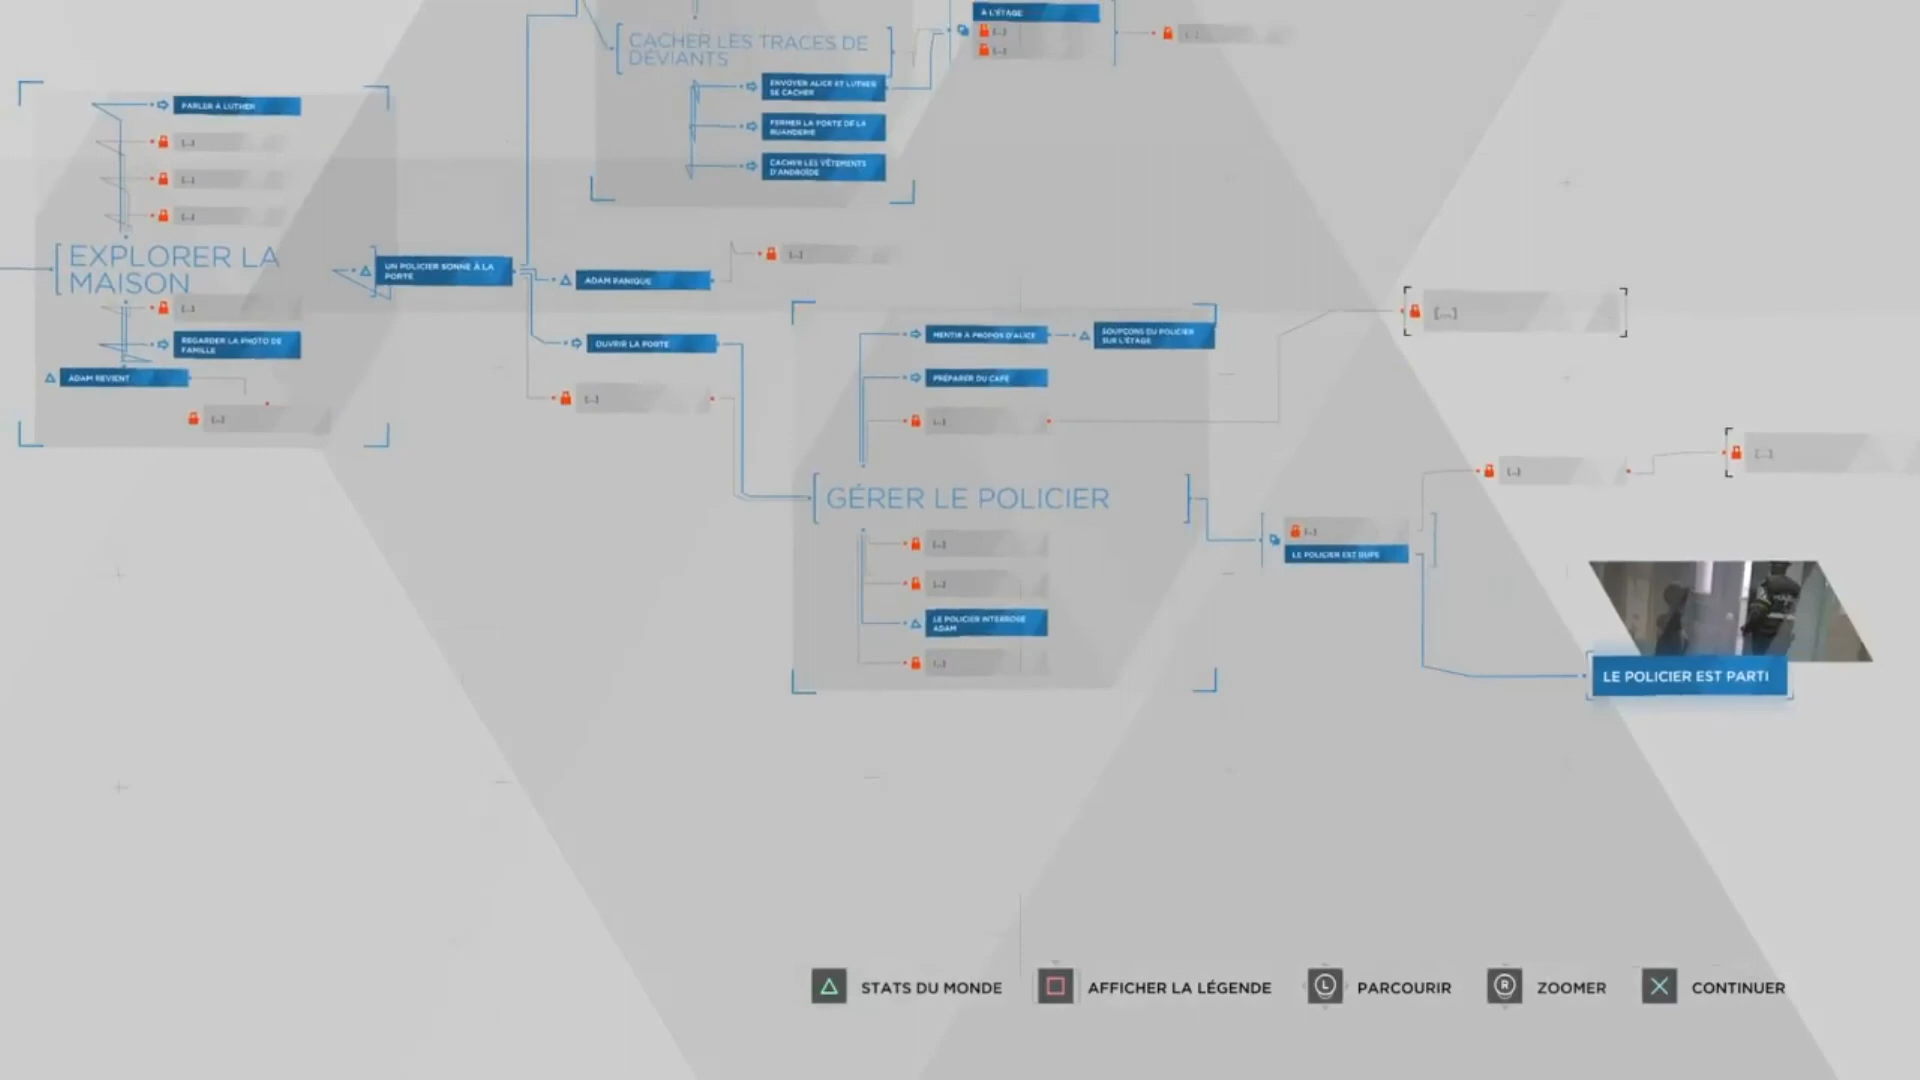 À L'ÉTAGE
[...]
[...]
[...]
CACHER LES TRACES DE
DÉVIANTS
ENVOYER ALICE ET LUTHER
SE CACHER
FERMER LA PORTE DE LA
BUANDERIE
CACHER LES VÊTEMENTS
D'ANDROÏDE
PARLER À LUTHER
[...]
[...]
[...]
EXPLORER LA
MAISON
[...]
REGARDER LA PHOTO DE
FAMILLE
ADAM REVIENT
[...]
UN POLICIER SONNE À LA
PORTE
ADAM PANIQUE
[...]
OUVRIR LA PORTE
[...]
MENTIR À PROPOS D'ALICE
SOUPÇONS DU POLICIER
SUR L'ÉTAGE
PRÉPARER DU CAFÉ
[...]
[...]
GÉRER LE POLICIER
[...]
[...]
LE POLICIER INTERROGE
ADAM
[...]
[...]
LE POLICIER EST DUPE
[...]
[...]
LE POLICIER EST PARTI
STATS DU MONDE
AFFICHER LA LÉGENDE
L
PARCOURIR
R
ZOOMER
CONTINUER